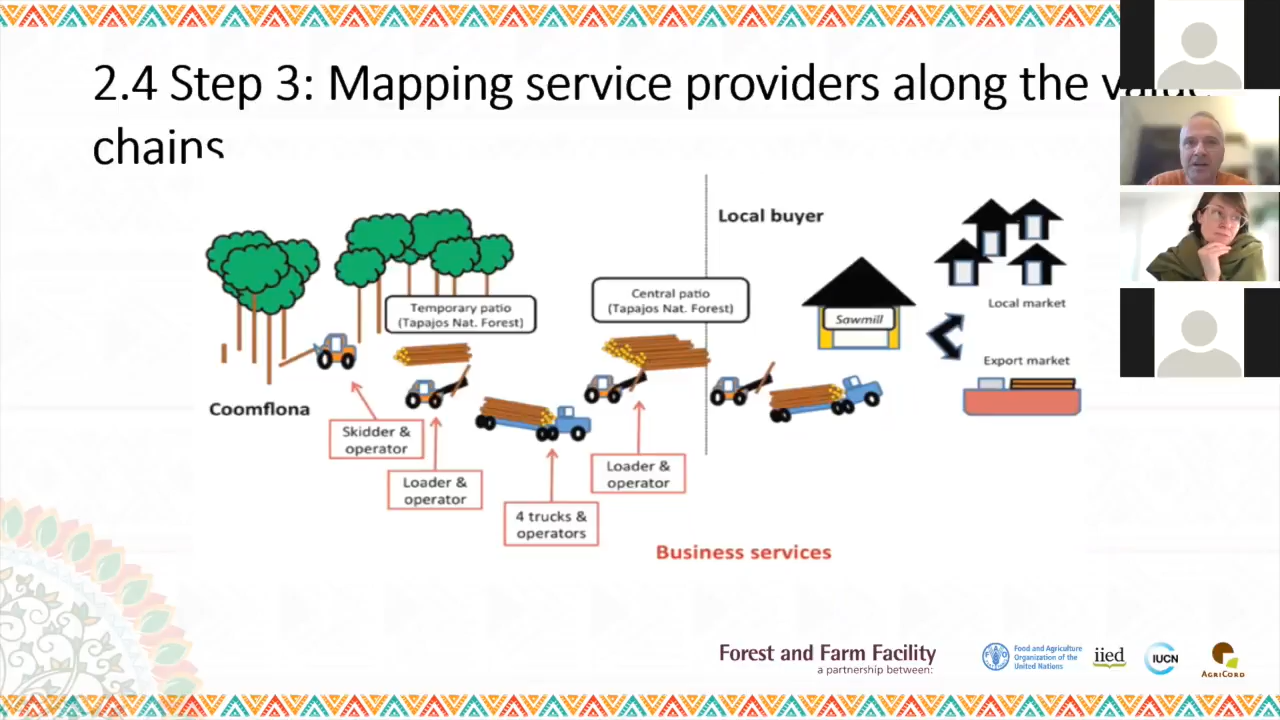 2.4 Step 3: Mapping service providers along the
chains
Local buyer
Temporary patio
(Tapajos Nat. Forest)
Central patio
(Tapajos Nat. Forest)
Sawmill
Local market
Export market
Coomflona
Skidder &
operator
Loader &
operator
4 trucks &
operators
Loader &
operator
Business services
Forest and Farm Facility
a partnership between:
Food and Agriculture
Organization of the
United Nations
iied
IUCN
AGRICORD